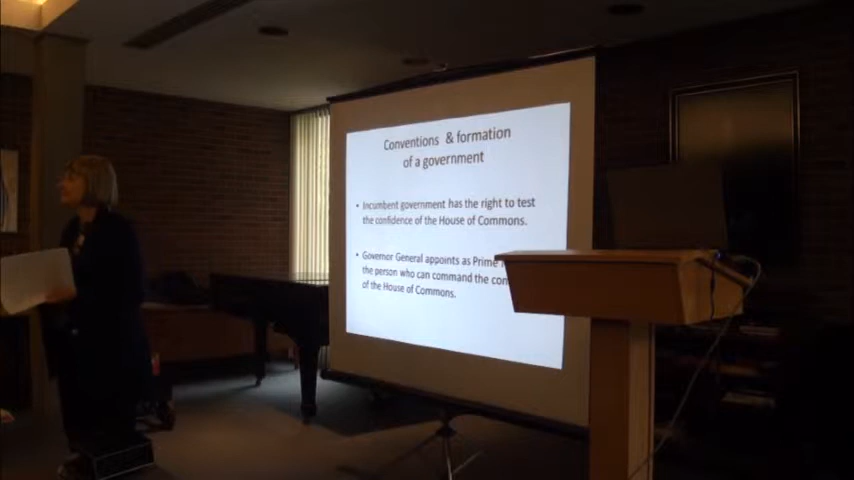 Conventions & formation
of a government
• Incumbent government has the right to test
the confidence of the House of Commons.
• Governor General appoints as Prime
the person who can command the con
of the House of Commons.